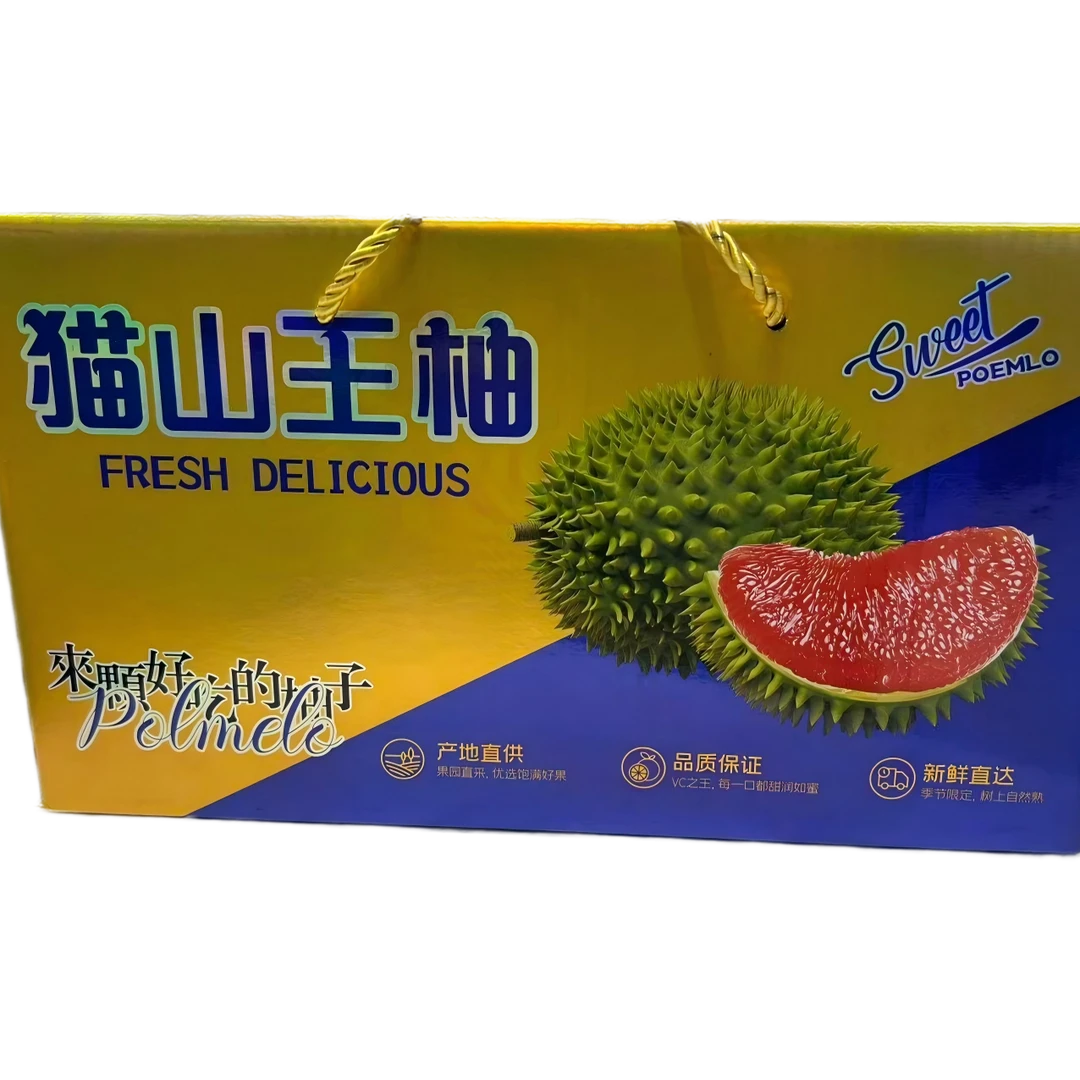 猫山王柚
FRESH DELICIOUS
Sweet
POEMLO
來顆好吃的柚子
Polmelo
产地直供
果园直采, 优选饱满好果
品质保证
VC之王, 每一口都甜润如蜜
新鲜直达
季节限定, 树上自然熟